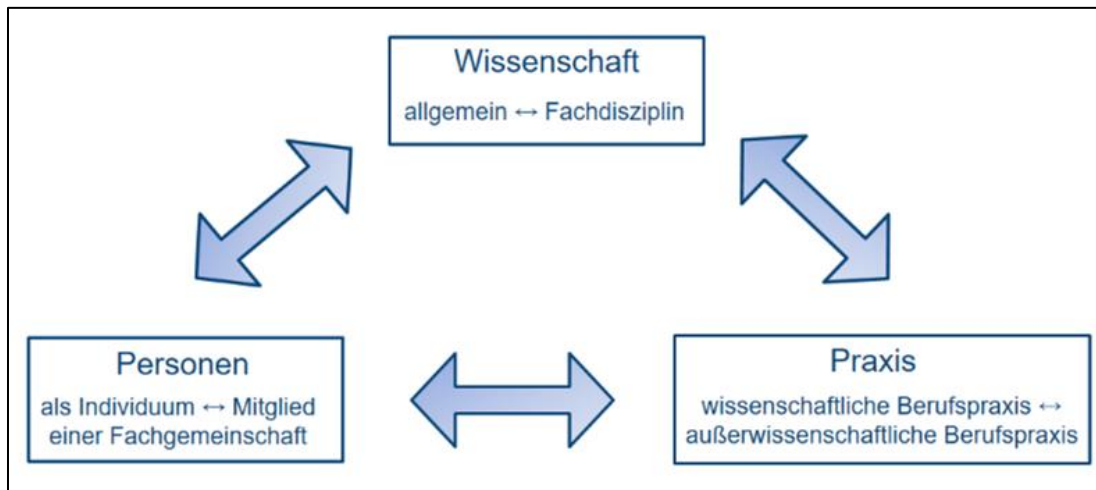 Wissenschaft
allgemein ↔ Fachdisziplin
Personen
als Individuum ↔ Mitglied
einer Fachgemeinschaft
Praxis
wissenschaftliche Berufspraxis ↔
außerwissenschaftliche Berufspraxis